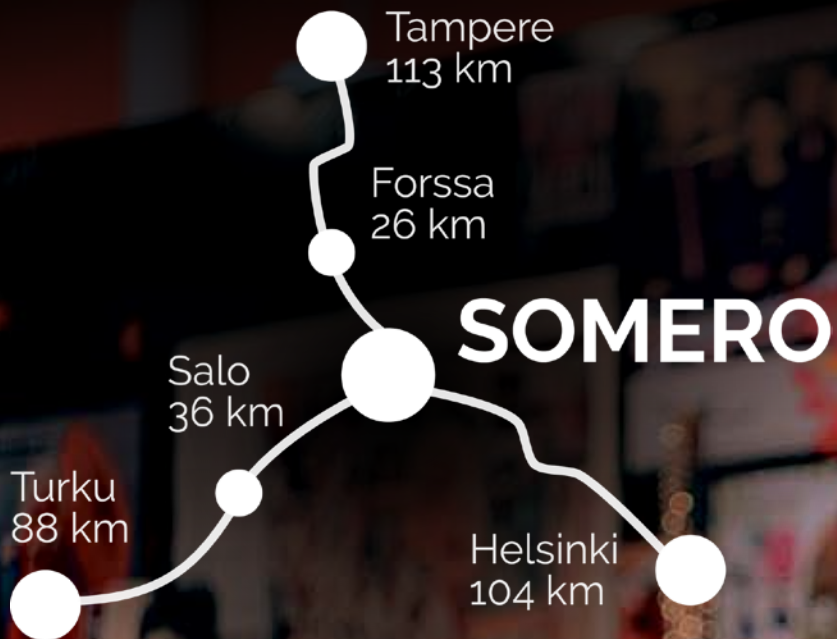 Tampere
113 km
Forssa
26 km
SOMERO
Salo
36 km
Turku
88 km
Helsinki
104 km